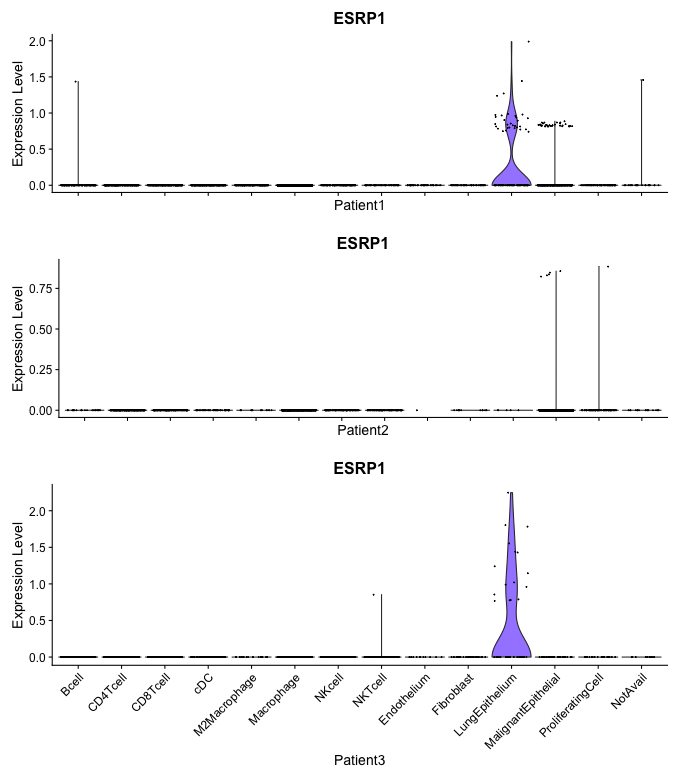 ESRP1
Expression Level
2.0
1.5
1.0
0.5
0.0
Patient1
ESRP1
Expression Level
0.75
0.50
0.25
0.00
Patient2
ESRP1
Expression Level
2.0
1.5
1.0
0.5
0.0
Bcell
CD4Tcell
CD8Tcell
cDC
M2Macrophage
Macrophage
NKcell
NKTcell
Endothelium
Fibroblast
LungEpithelium
MalignantEpithelial
ProliferatingCell
NotAvail
Patient3